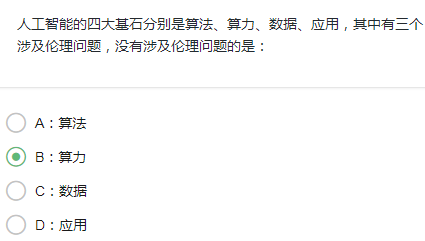 人工智能的四大基石分别是算法、算力、数据、应用，其中有三个
涉及伦理问题，没有涉及伦理问题的是：
A：算法
B：算力
C：数据
D：应用